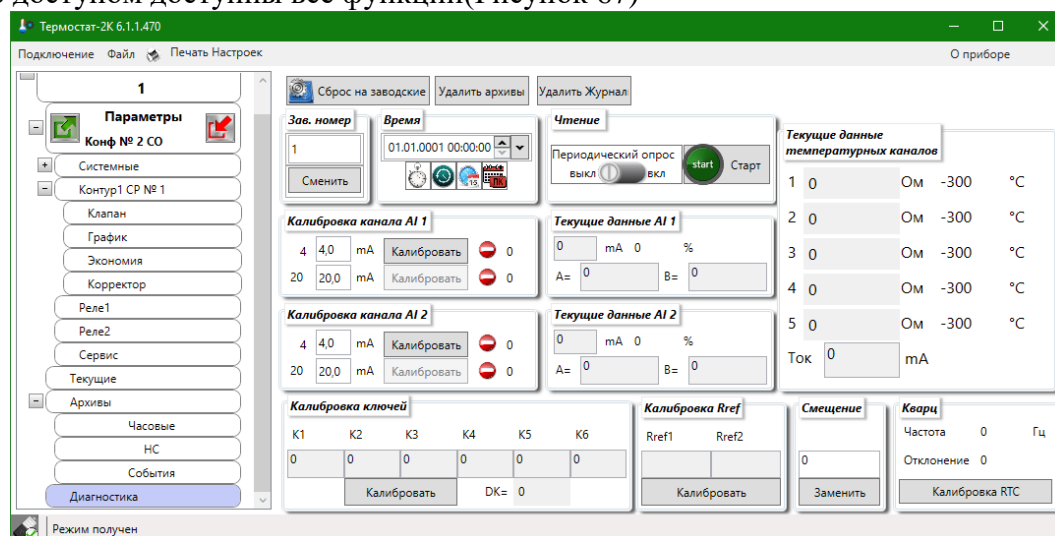 с доступом доступны все функции(Рисунок 87)
Термостат-2К 6.1.1.470
Подключение Файл Печать Настроек О приборе
1
Параметры
Конф № 2 СО
Системные
Контур1 СР № 1
Клапан
График
Экономия
Корректор
Реле1
Реле2
Сервис
Текущие
Архивы
Часовые
НС
События
Диагностика
Сброс на заводские Удалить архивы Удалить Журнал
Зав. номер
1
Сменить
Время
01.01.0001 00:00:00
13
ПК
Чтение
Периодический опрос
выкл вкл
start Старт
Калибровка канала AI 1
4 4,0 mA Калибровать 0
20 20,0 mA Калибровать 0
Текущие данные AI 1
0 mA 0 %
A= 0 B= 0
Калибровка канала AI 2
4 4,0 mA Калибровать 0
20 20,0 mA Калибровать 0
Текущие данные AI 2
0 mA 0 %
A= 0 B= 0
Текущие данные
температурных каналов
1 0 Ом -300 °C
2 0 Ом -300 °C
3 0 Ом -300 °C
4 0 Ом -300 °C
5 0 Ом -300 °C
Ток 0 mA
Калибровка ключей
K1 K2 K3 K4 K5 K6
0 0 0 0 0 0
Калибровать DK= 0
Калибровка Rref
Rref1 Rref2
Калибровать
Смещение
0
Заменить
Кварц
Частота 0 Гц
Отклонение 0
Калибровка RTC
Режим получен